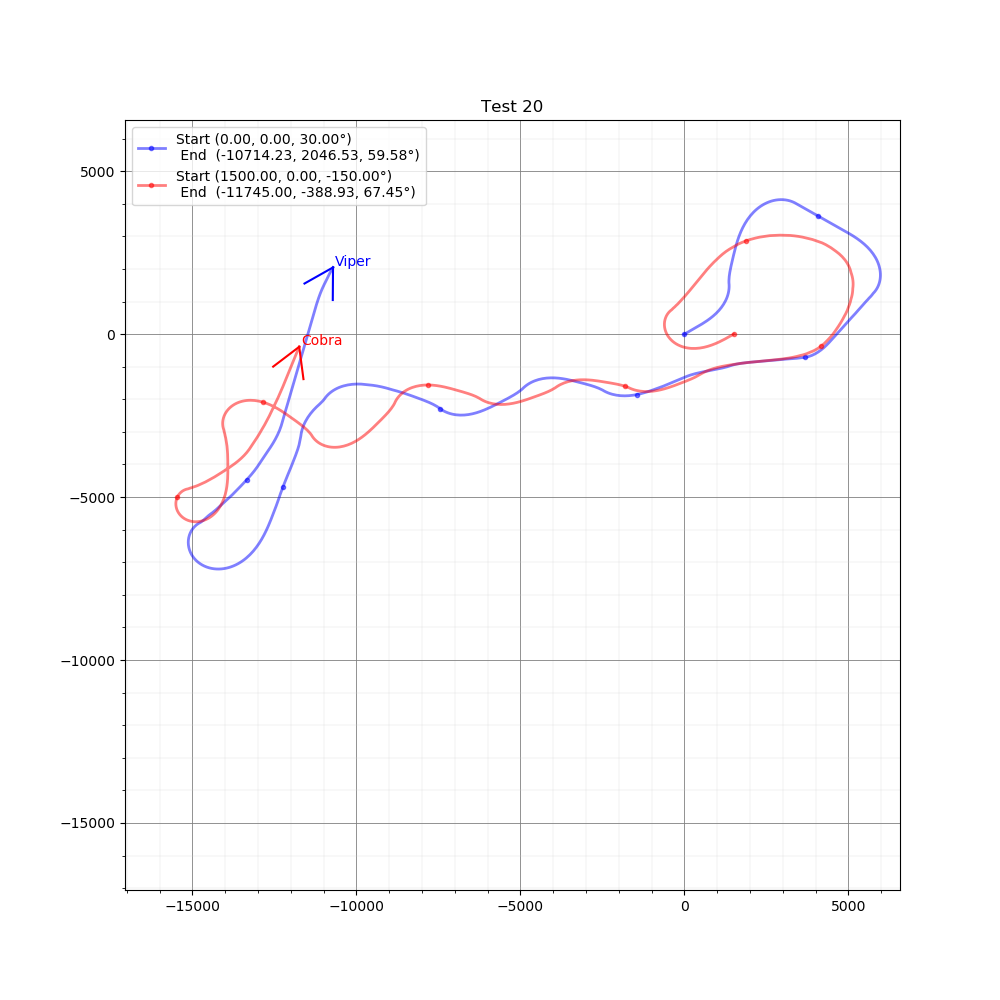 Test 20
Start (0.00, 0.00, 30.00°)
End  (-10714.23, 2046.53, 59.58°)
Start (1500.00, 0.00, -150.00°)
End  (-11745.00, -388.93, 67.45°)
5000
Viper
0
Cobra
−5000
−10000
−15000
−15000
−10000
−5000
0
5000